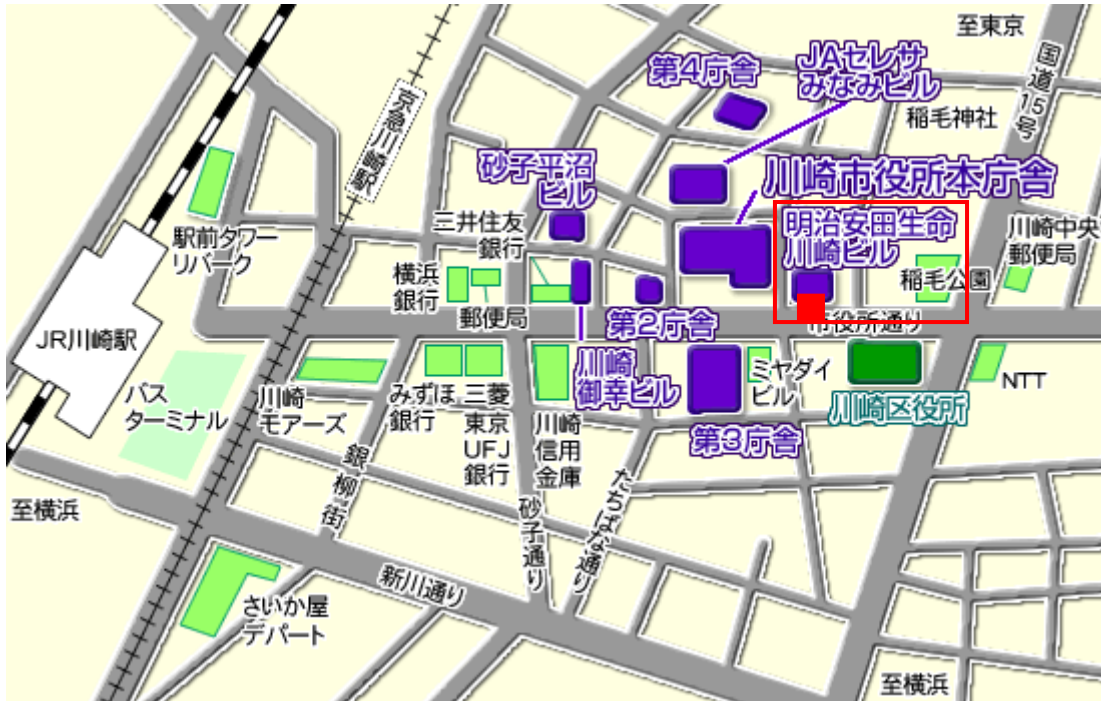 至東京
国道15号
JAセレサ
みなみビル
第4庁舎
稲毛神社
京急川崎駅
砂子平沼
ビル
川崎市役所本庁舎
明治安田生命
川崎ビル
三井住友
銀行
駅前タワー
リバーク
川崎中央
郵便局
横浜
銀行
稲毛公園
郵便局
第2庁舎
市役所通り
JR川崎駅
川崎
御幸ビル
ミヤダイ
ビル
NTT
バス
ターミナル
川崎
モアーズ
みずほ
銀行
三菱
東京
UFJ
銀行
川崎
信用
金庫
川崎区役所
第3庁舎
銀柳街
至横浜
砂子通り
たちばな通り
新川通り
さいか屋
デパート
至横浜